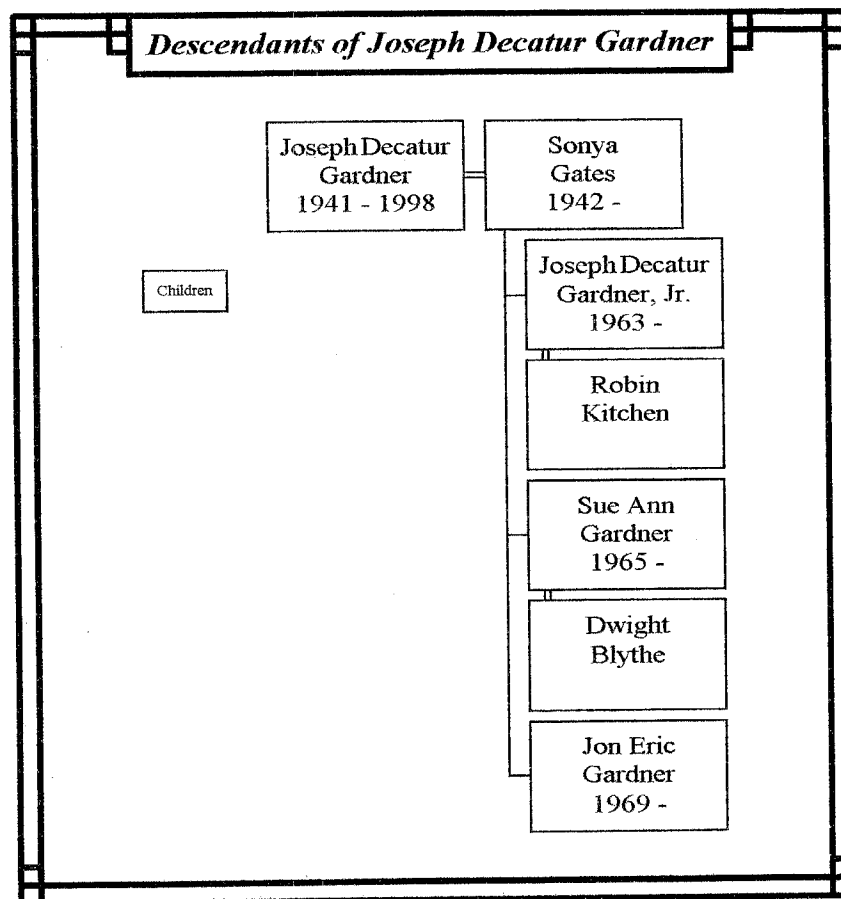 Descendants of Joseph Decatur Gardner
Joseph Decatur
Gardner
1941 - 1998
Sonya
Gates
1942 -
Children
Joseph Decatur
Gardner, Jr.
1963 -
Robin
Kitchen
Sue Ann
Gardner
1965 -
Dwight
Blythe
Jon Eric
Gardner
1969 -